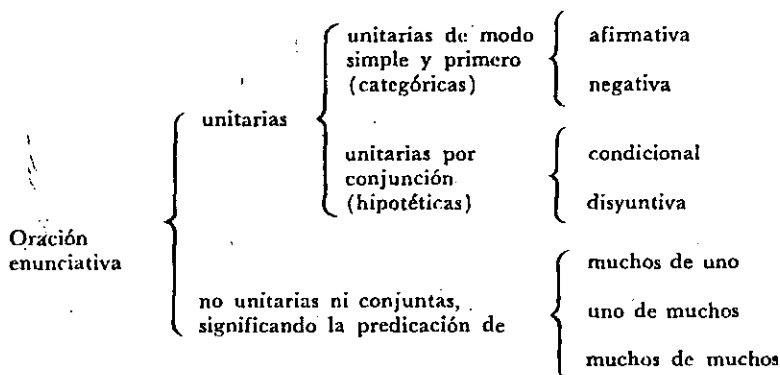 unitarias de modo
simple y primero
(categóricas)
afirmativa
negativa
unitarias
unitarias por
conjunción
(hipotéticas)
condicional
disyuntiva
Oración
enunciativa
no unitarias ni conjuntas,
significando la predicación de
muchos de uno
uno de muchos
muchos de muchos